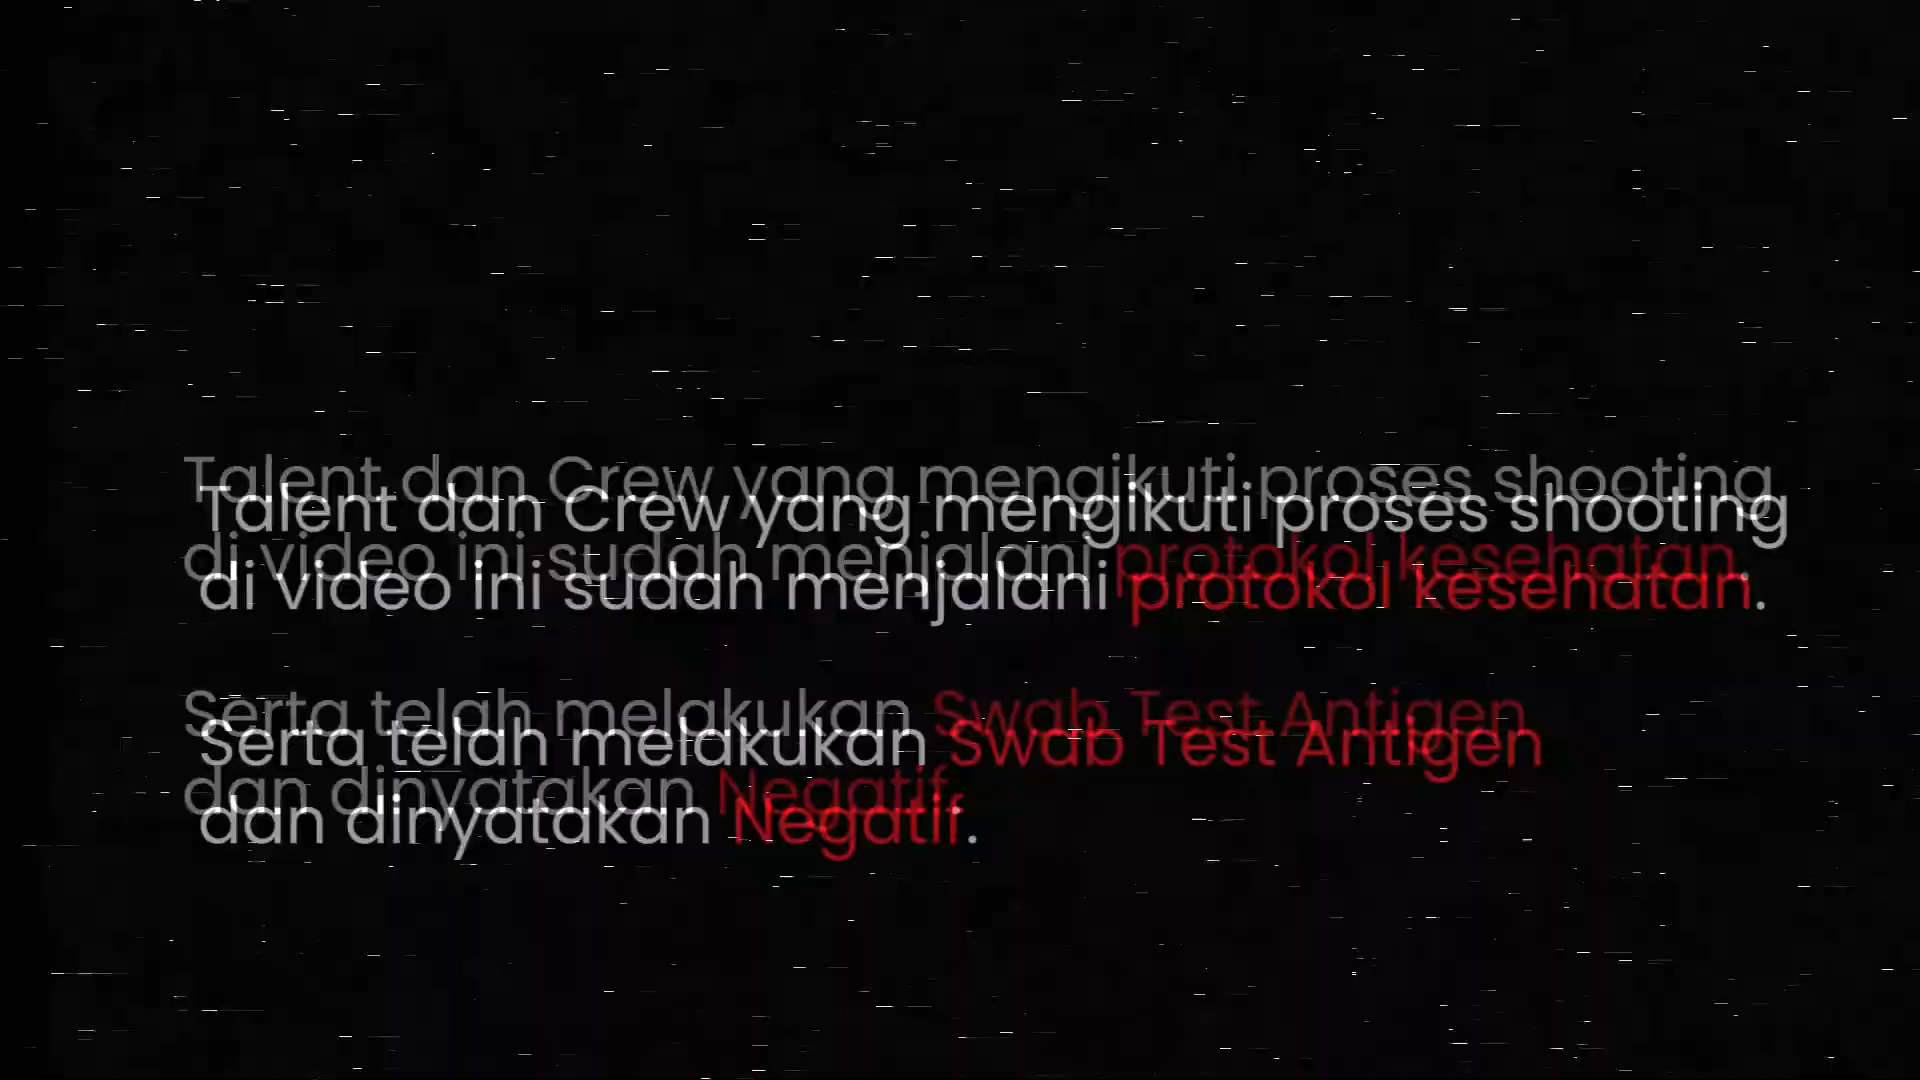 Talent dan Crew yang mengikuti proses shooting
di video ini sudah menjalani protokol kesehatan.
Serta telah melakukan Swab Test Antigen
dan dinyatakan Negatif.